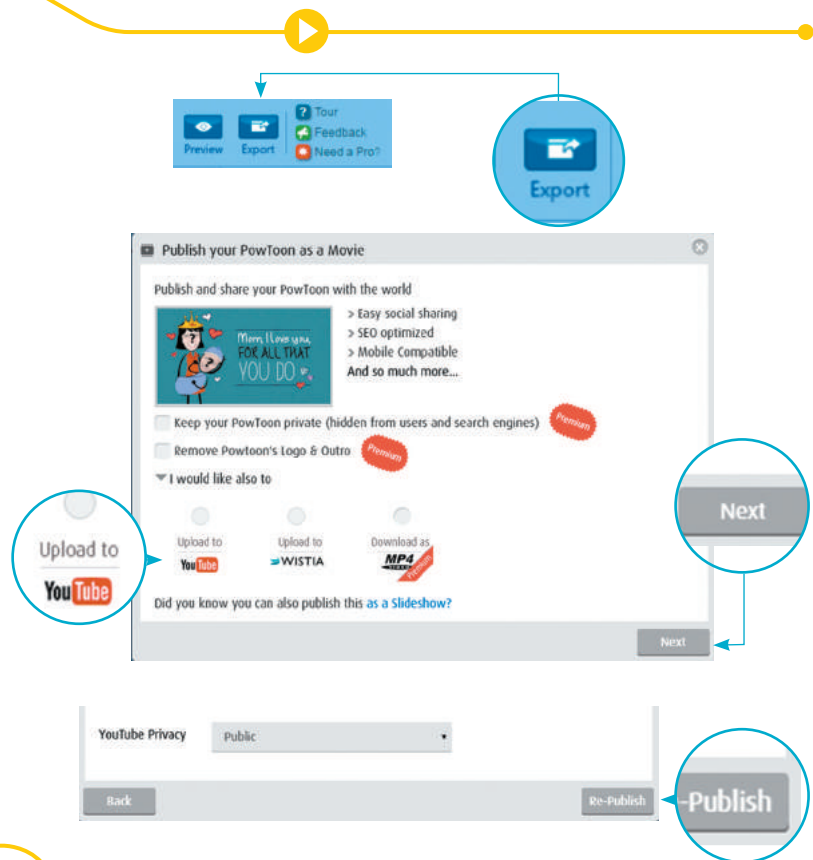 Preview
Export
Tour
Feedback
Need a Pro?
Export
Publish your PowToon as a Movie
Publish and share your PowToon with the world
Mom, I love you,
FOR ALL THAT
YOU DO
> Easy social sharing
> SEO optimized
> Mobile Compatible
And so much more...
Keep your PowToon private (hidden from users and search engines)
Premium
Remove Powtoon's Logo & Outro
Premium
I would like also to
Upload to
YouTube
Upload to
WISTIA
Download as
MP4
Premium
Upload to
YouTube
Next
Did you know you can also publish this as a Slideshow?
Next
YouTube Privacy
Public
Back
Re-Publish
-Publish